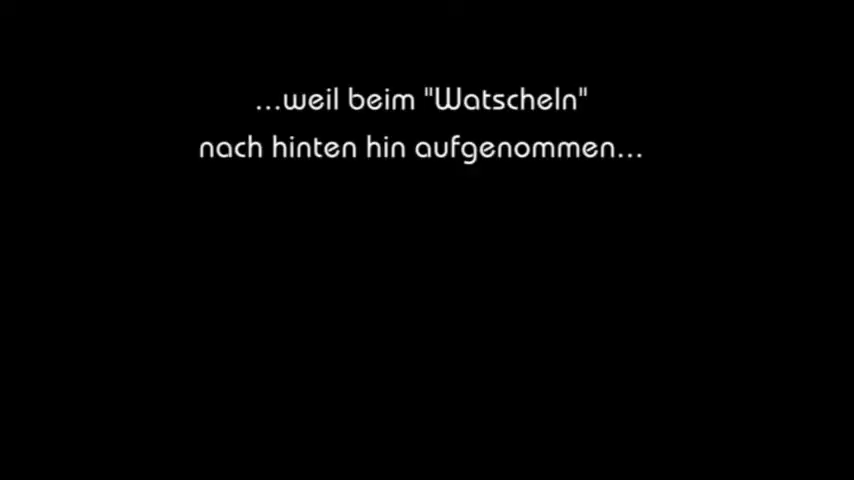 ...weil beim "Watscheln"
nach hinten hin aufgenommen...